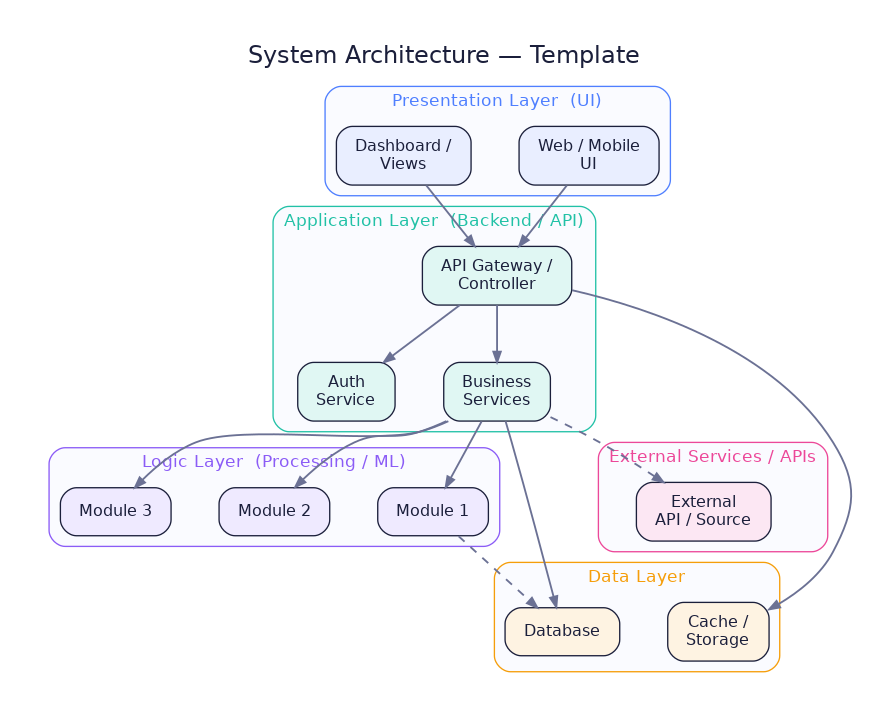 System Architecture — Template
Presentation Layer  (UI)
Dashboard /
Views
Web / Mobile
UI
Application Layer  (Backend / API)
API Gateway /
Controller
Auth
Service
Business
Services
Logic Layer  (Processing / ML)
Module 3
Module 2
Module 1
External Services / APIs
External
API / Source
Data Layer
Database
Cache /
Storage